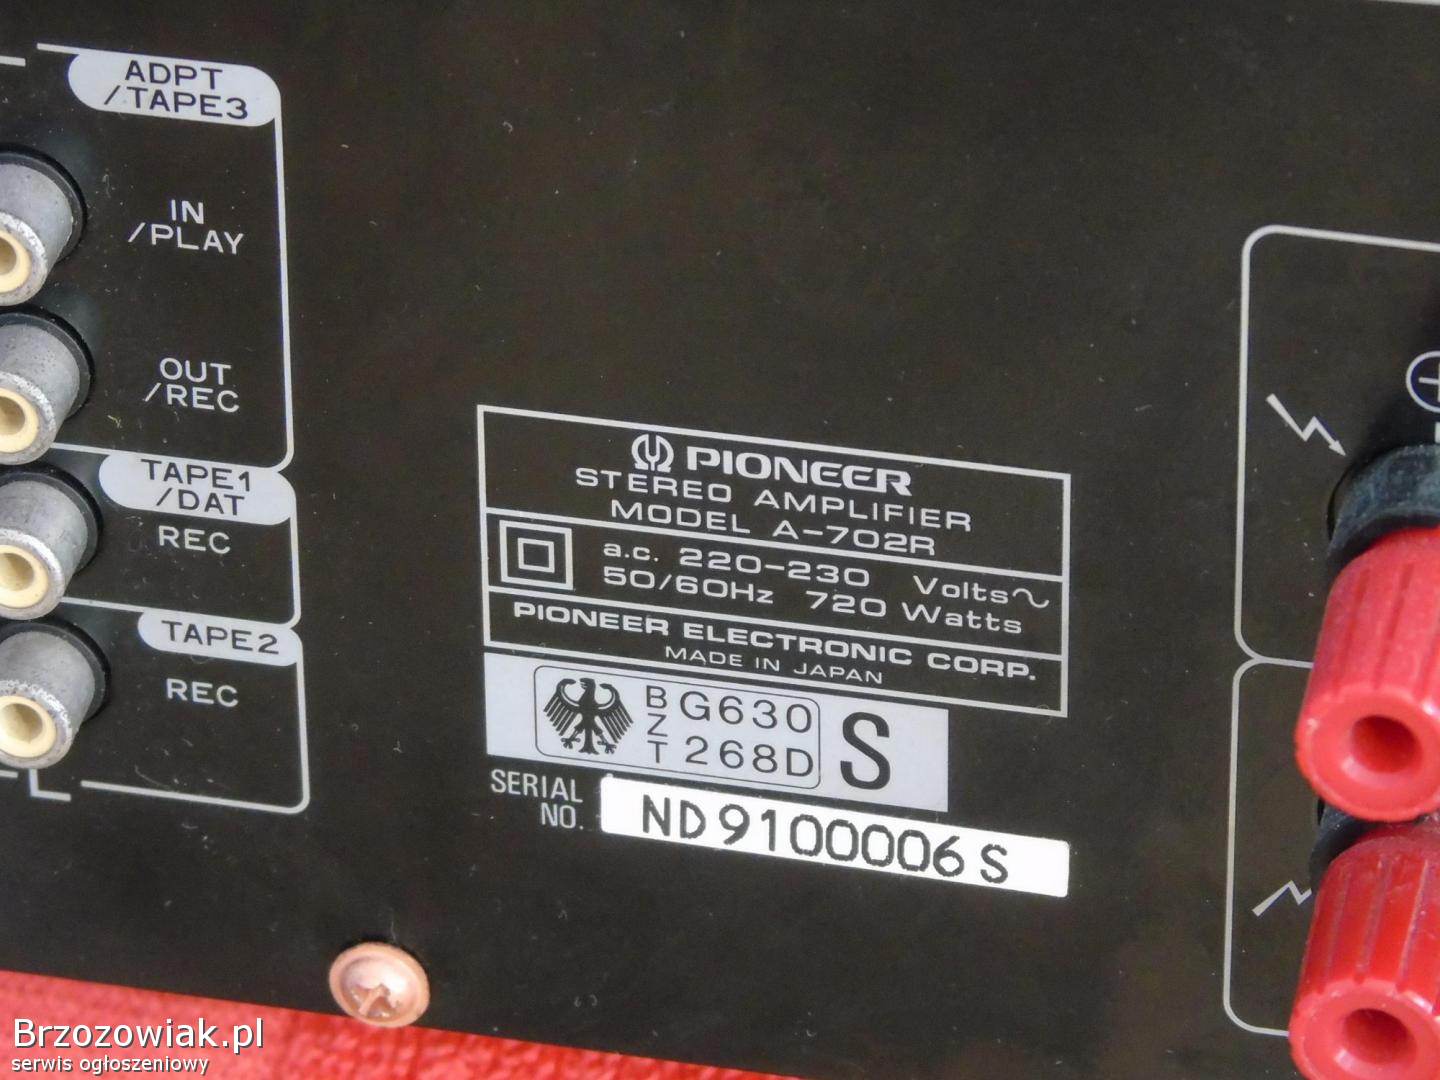 ADPT
/TAPE3
IN
/PLAY
OUT
/REC
TAPE1
/DAT
REC
TAPE2
REC
L
PIONEER
STEREO AMPLIFIER
MODEL A-702R
a.c. 220-230 Volts~
50/60Hz 720 Watts
PIONEER ELECTRONIC CORP.
MADE IN JAPAN
BZT
G630
268D
S
SERIAL
NO.
ND9100006S
Brzozowiak.pl
serwis ogłoszeniowy